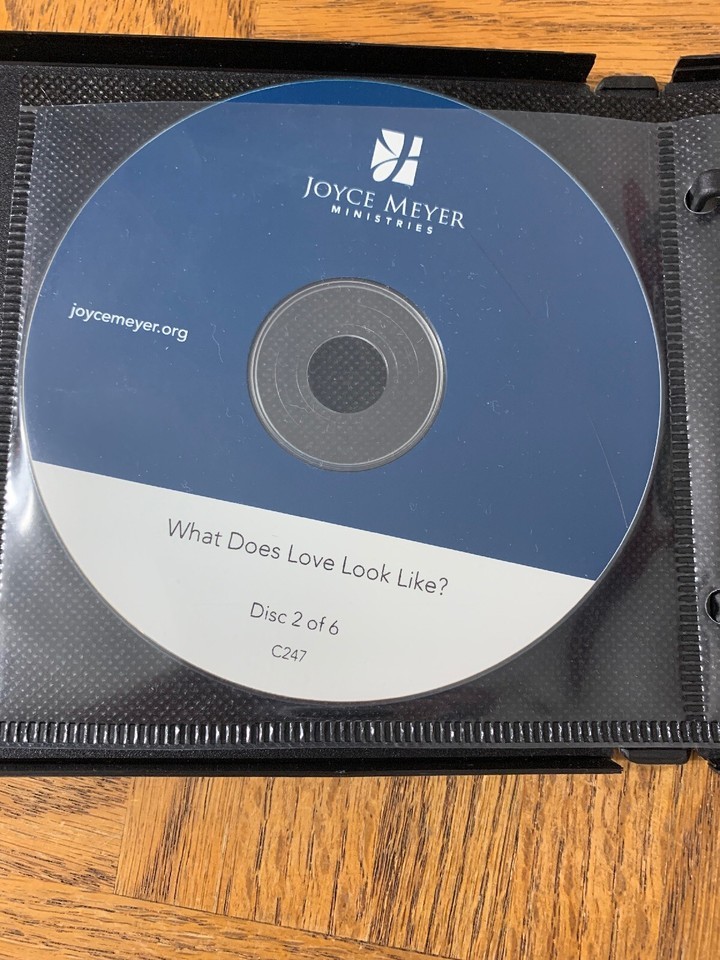 JOYCE MEYER
MINISTRIES
joycemeyer.org
What Does Love Look Like?
Disc 2 of 6
C247